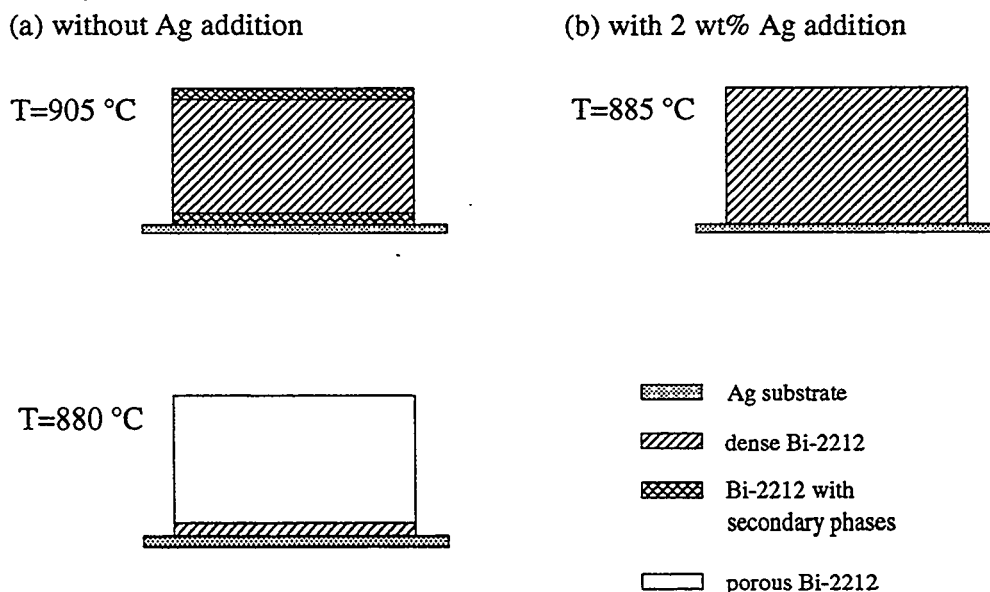 (a) without Ag addition
(b) with 2 wt% Ag addition
T=905 °C
T=885 °C
T=880 °C
Ag substrate
dense Bi-2212
Bi-2212 with
secondary phases
porous Bi-2212